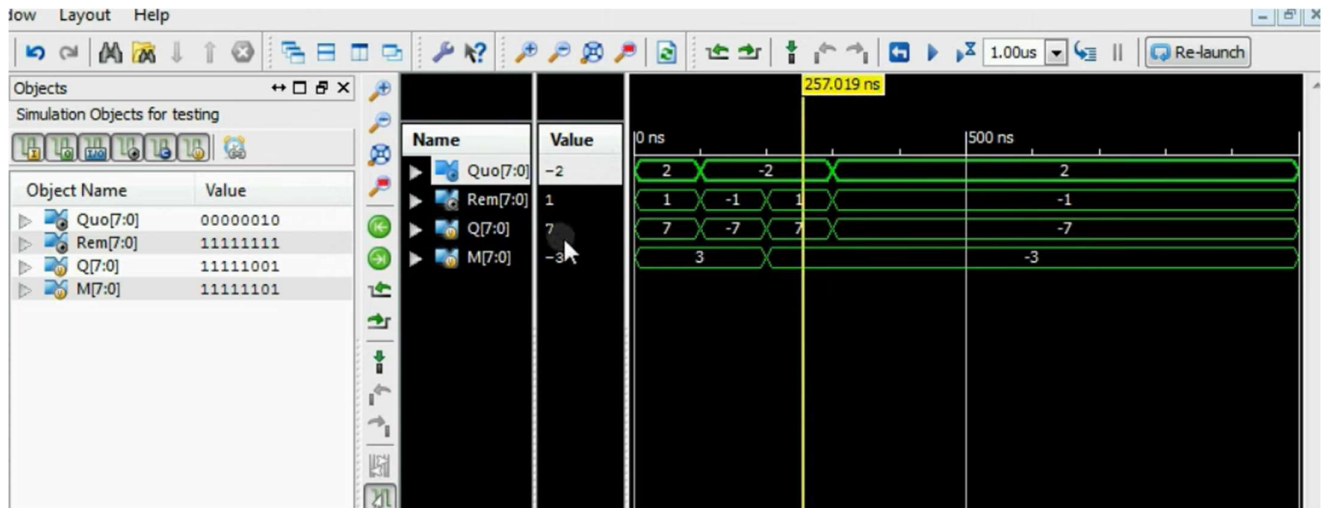 dow Layout Help
1.00us Re-launch
Objects
Simulation Objects for testing
Object Name Value
Quo[7:0] 00000010
Rem[7:0] 11111111
Q[7:0] 11111001
M[7:0] 11111101
257.019 ns
Name Value 0 ns 500 ns
Quo[7:0] -2 2 -2 2
Rem[7:0] 1 1 -1 1 -1
Q[7:0] 7 7 -7 7 -7
M[7:0] -3 3 -3